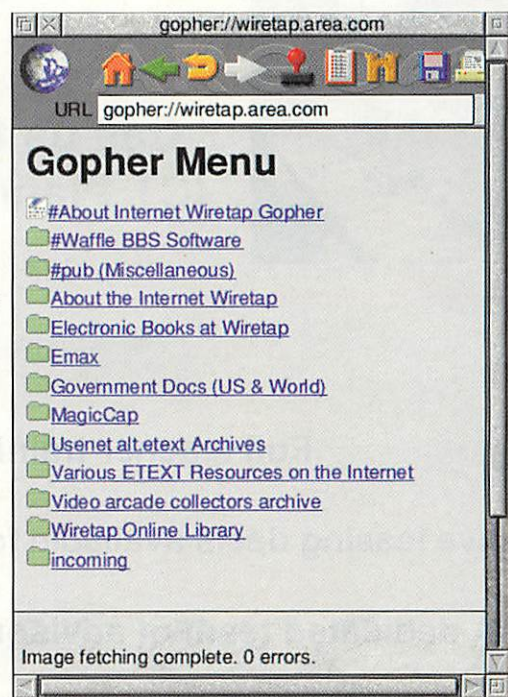 gopher://wiretap.area.com
URL gopher://wiretap.area.com
Gopher Menu
#About Internet Wiretap Gopher
#Waffle BBS Software
#pub (Miscellaneous)
About the Internet Wiretap
Electronic Books at Wiretap
Emax
Government Docs (US & World)
MagicCap
Usenet alt.etext Archives
Various ETEXT Resources on the Internet
Video arcade collectors archive
Wiretap Online Library
incoming
Image fetching complete. 0 errors.